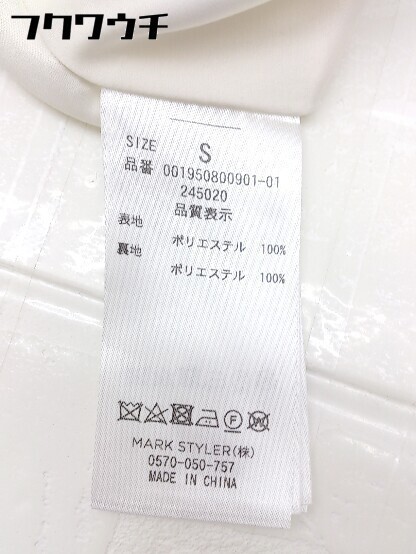 フクワウチ
SIZE S
品番 001950800901-01
245020
品質表示
表地 ポリエステル 100%
裏地 ポリエステル 100%
MARK STYLER(株)
0570-050-757
MADE IN CHINA